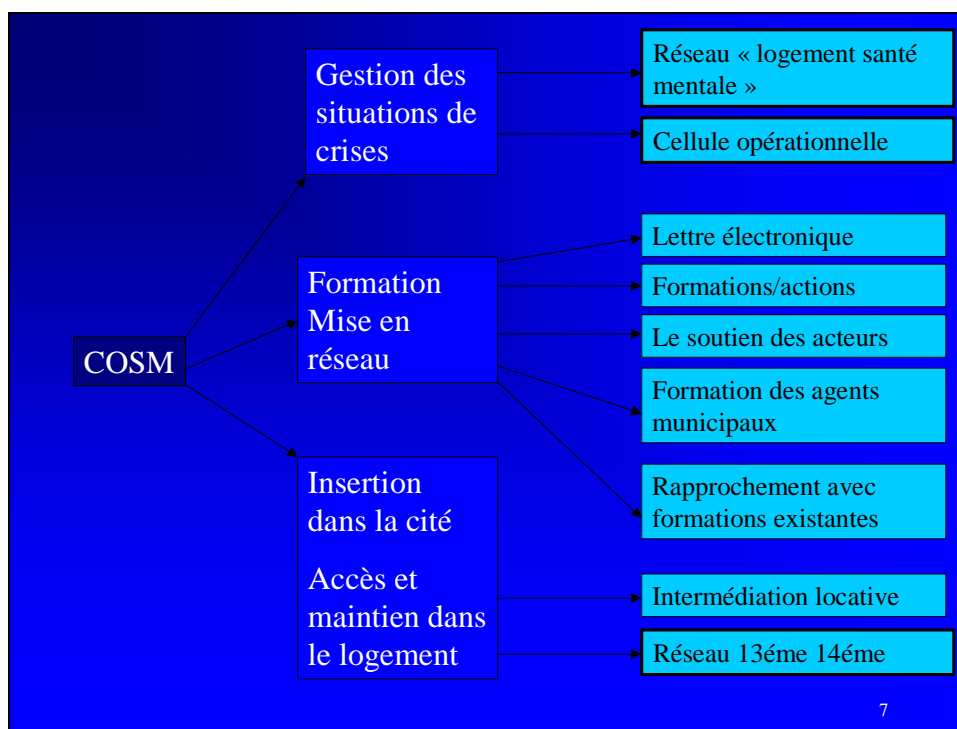 COSM
Gestion des
situations de
crises
Réseau « logement santé
mentale »
Cellule opérationnelle
Formation
Mise en
réseau
Lettre électronique
Formations/actions
Le soutien des acteurs
Formation des agents
municipaux
Rapprochement avec
formations existantes
Insertion
dans la cité
Accès et
maintien dans
le logement
Intermédiation locative
Réseau 13éme 14éme
7